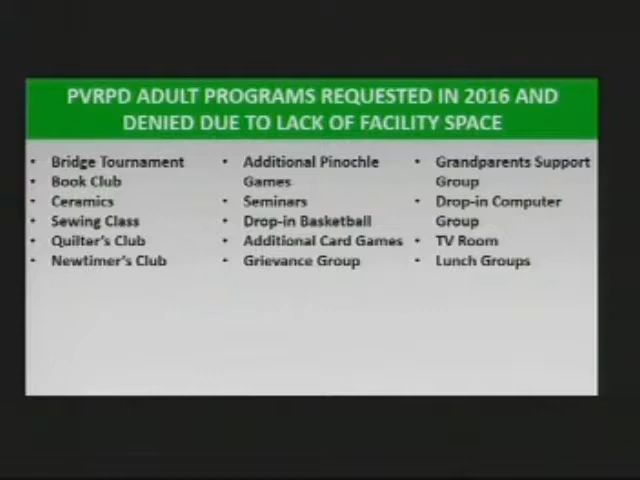 PVRPD ADULT PROGRAMS REQUESTED IN 2016 AND
DENIED DUE TO LACK OF FACILITY SPACE
• Bridge Tournament
• Book Club
• Ceramics
• Sewing Class
• Quilter's Club
• Newtimer's Club
• Additional Pinochle
Games
• Seminars
• Drop-in Basketball
• Additional Card Games
• Grievance Group
• Grandparents Support
Group
• Drop-in Computer
Group
• TV Room
• Lunch Groups